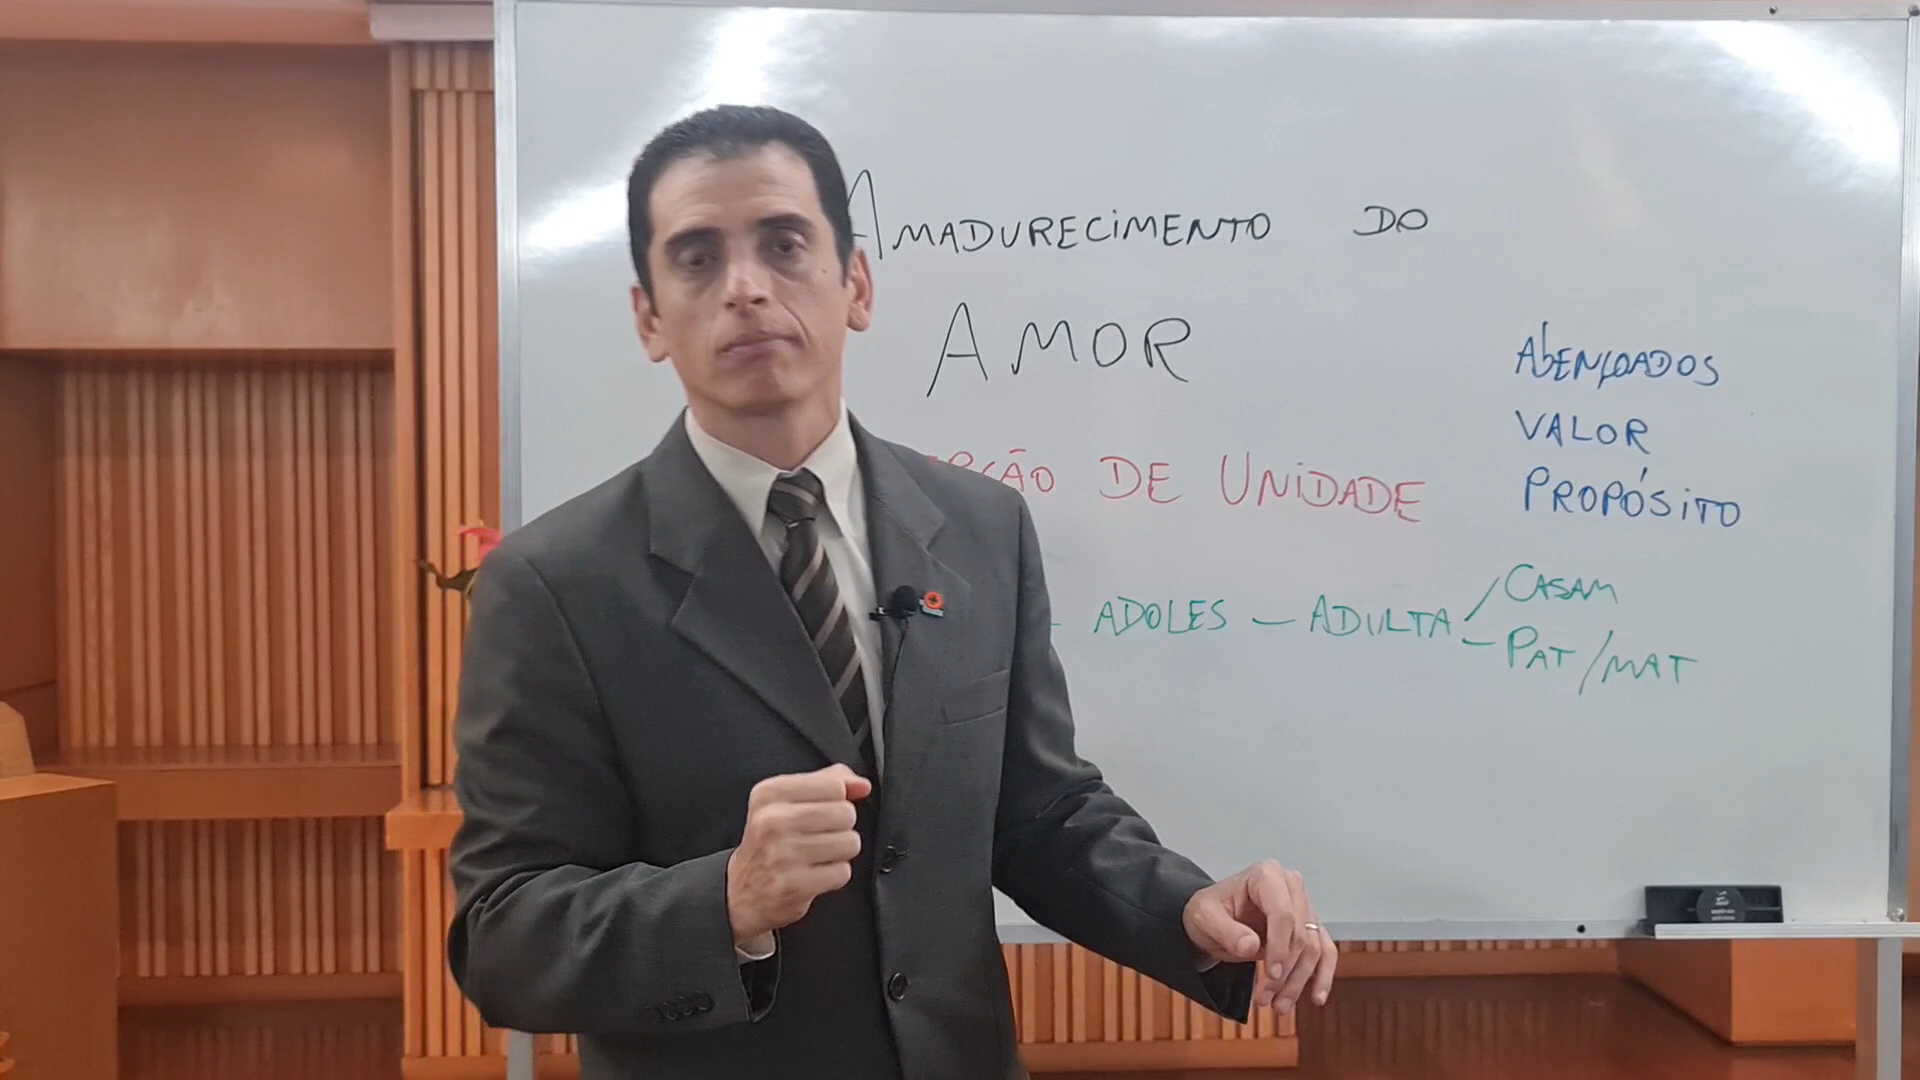 AMADURECIMENTO DO
AMOR
DE UNIDADE
ADOLES — ADULTA
CASAM
PAT/MAT
ABENÇOADOS
VALOR
PROPÓSITO